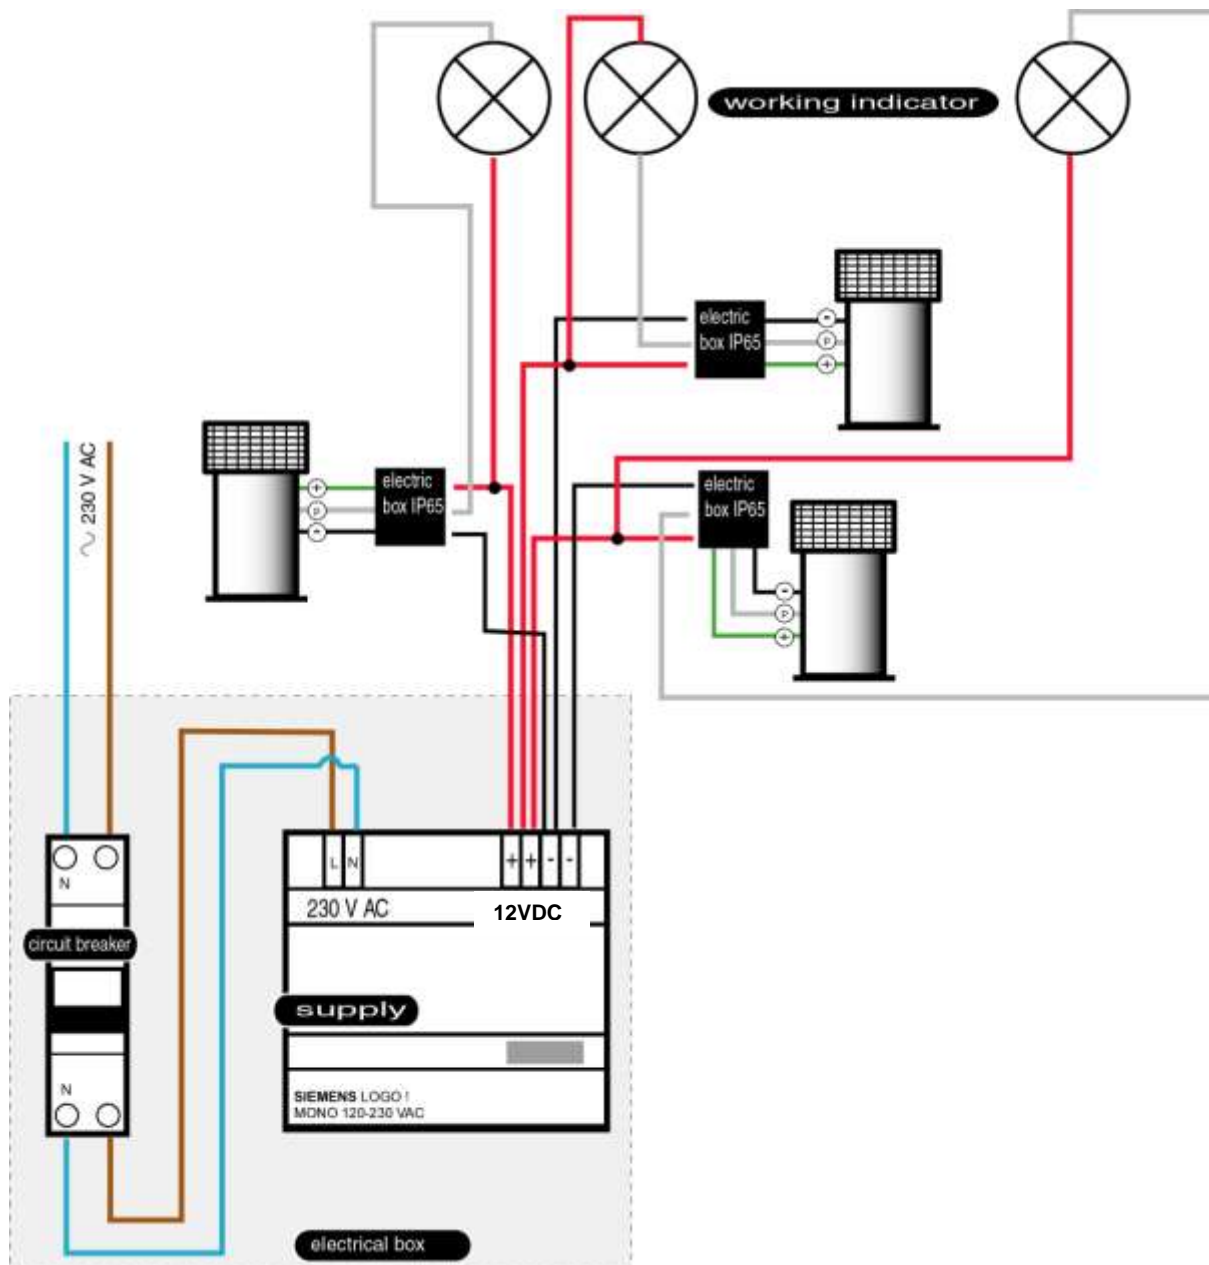 working indicator
electric
box IP65
-
P
+
~ 230 V AC
electric
box IP65
+
P
-
electric
box IP65
-
P
+
L N + + - -
N
230 V AC 12VDC
circuit breaker
supply
N
SIEMENS LOGO !
MONO 120-230 VAC
electrical box